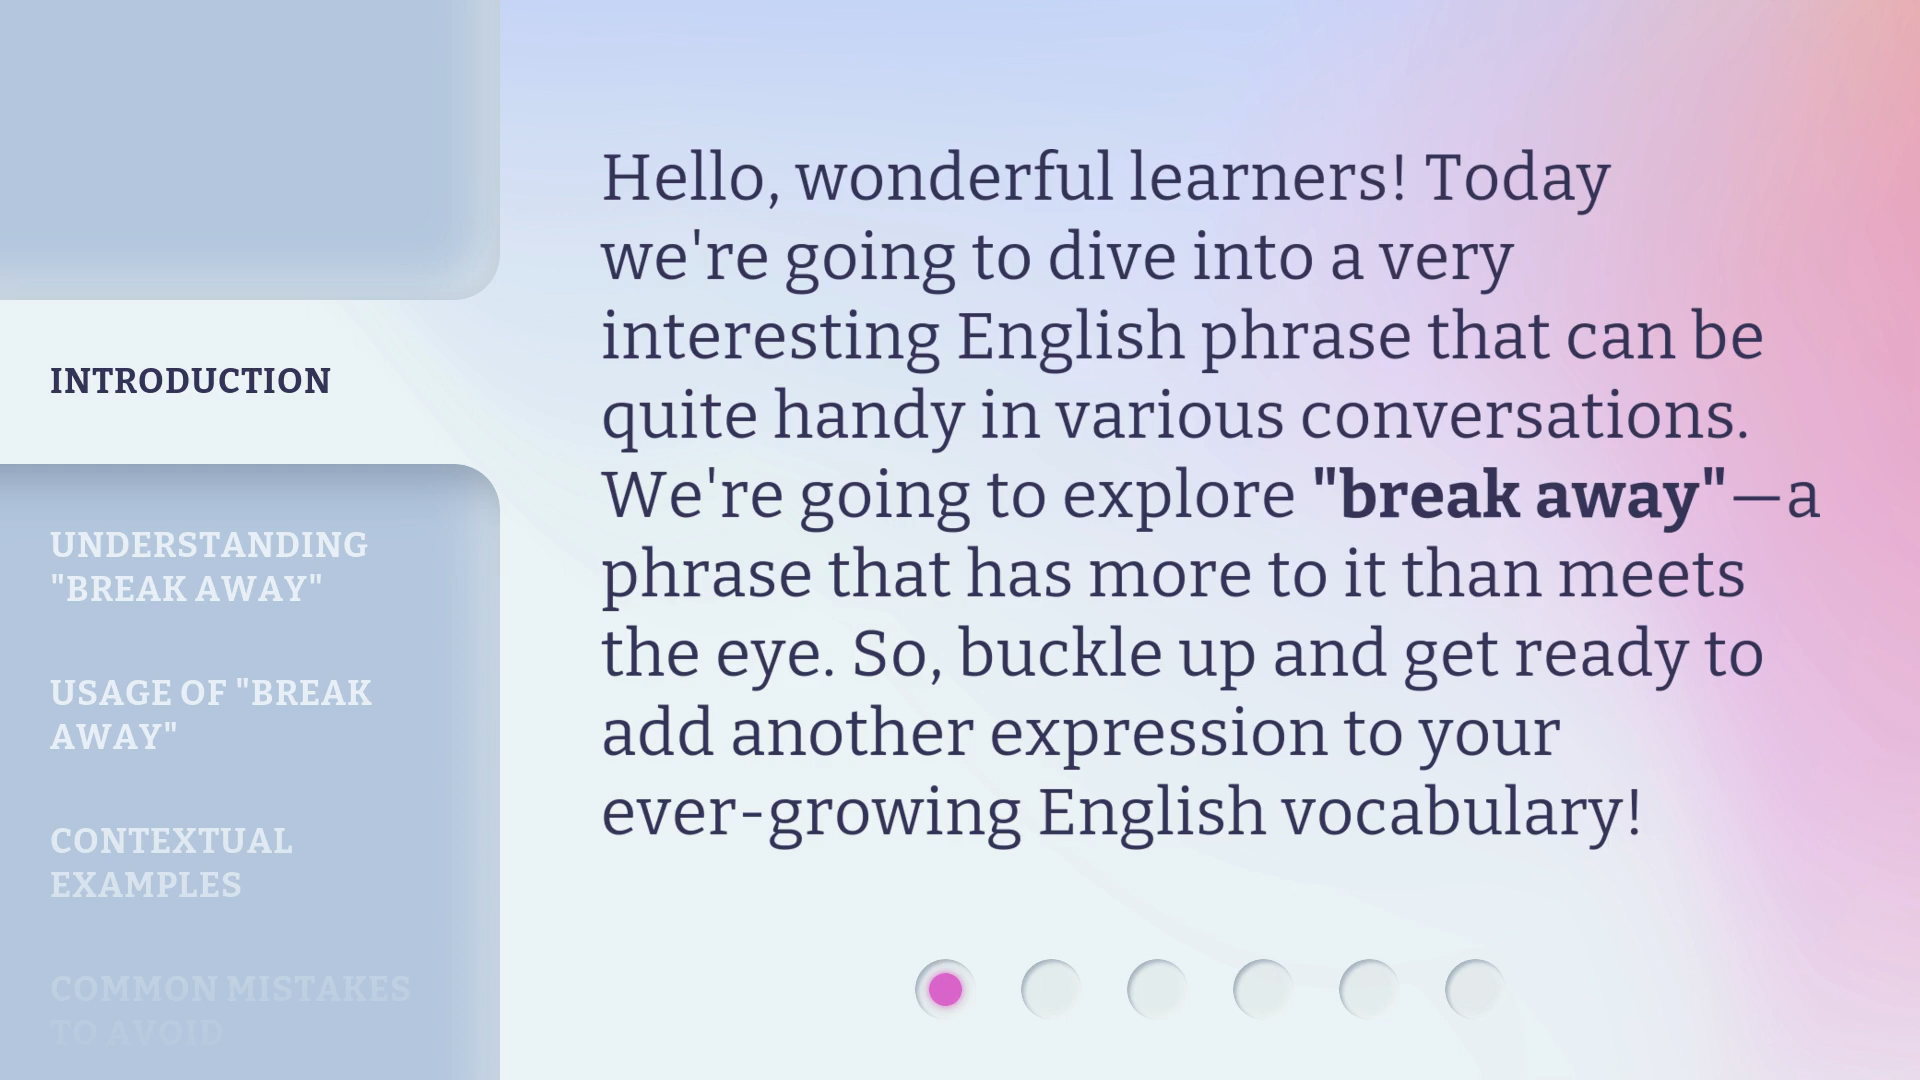 INTRODUCTION
UNDERSTANDING
"BREAK AWAY"
USAGE OF "BREAK
AWAY"
CONTEXTUAL
EXAMPLES
COMMON MISTAKES
TO AVOID
Hello, wonderful learners! Today
we're going to dive into a very
interesting English phrase that can be
quite handy in various conversations.
We're going to explore "break away"—a
phrase that has more to it than meets
the eye. So, buckle up and get ready to
add another expression to your
ever-growing English vocabulary!